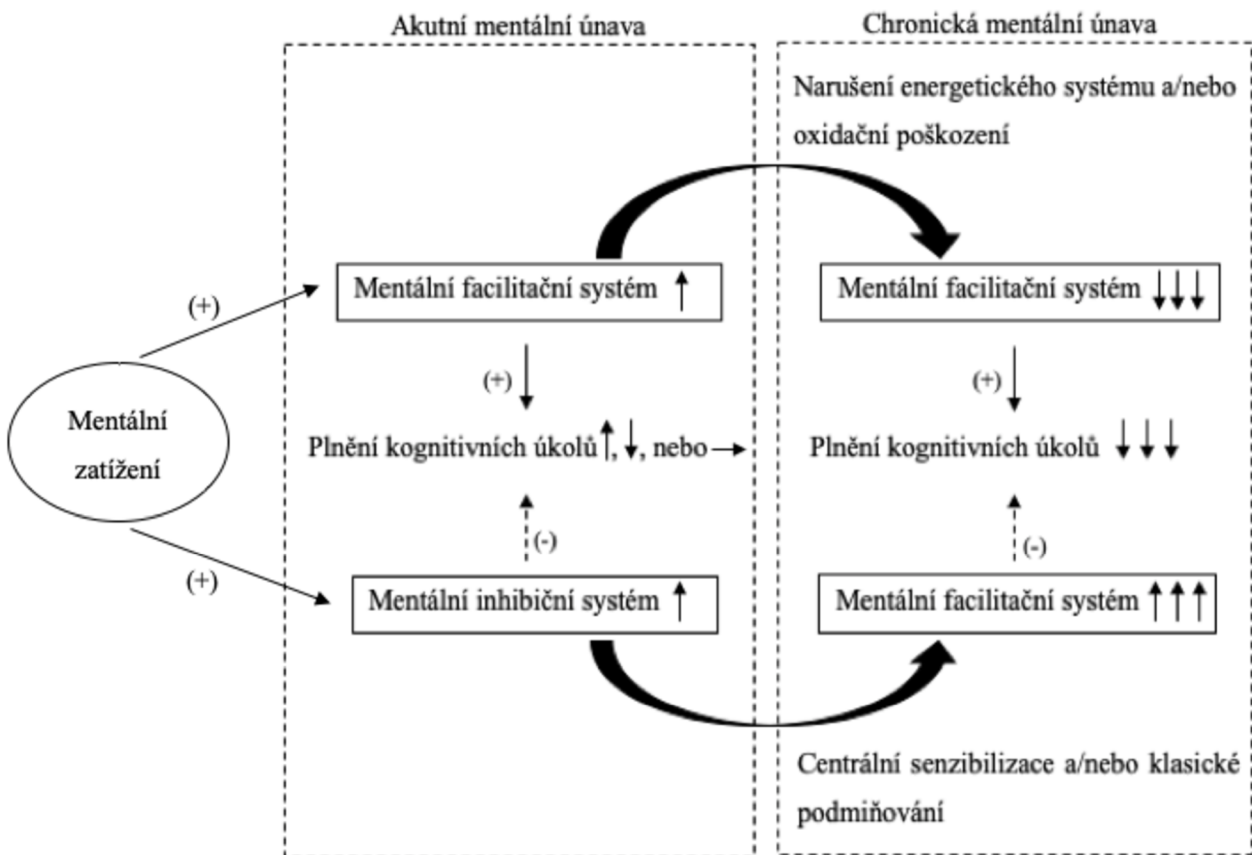 Akutní mentální únava
Chronická mentální únava
Narušení energetického systému a/nebo
oxidační poškození
Mentální facilitační systém ↑
Mentální facilitační systém ↓↓↓
(+)
(+)
(+)
Mentální
zatížení
Plnění kognitivních úkolů ↑, ↓, nebo →
Plnění kognitivních úkolů ↓ ↓ ↓
(-)
(-)
(+)
Mentální inhibiční systém ↑
Mentální facilitační systém ↑↑↑
Centrální senzibilizace a/nebo klasické
podmiňování